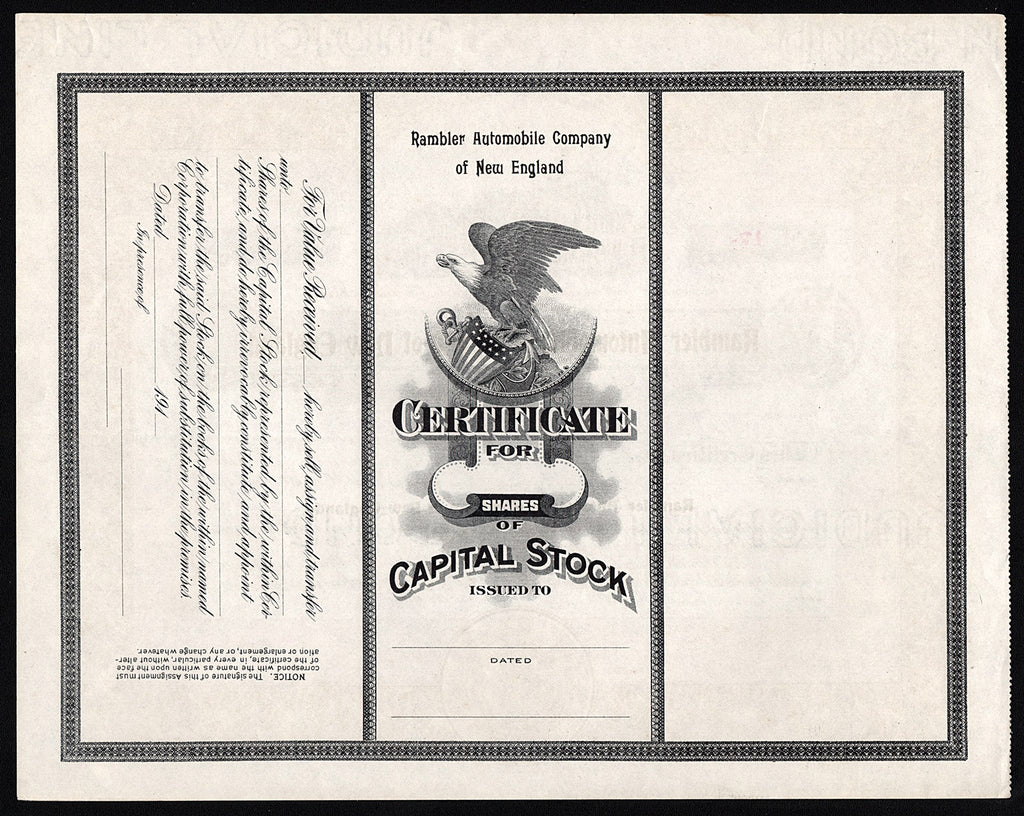 Rambler Automobile Company
of New England
CERTIFICATE
FOR
SHARES
OF
CAPITAL STOCK
ISSUED TO
DATED
For Value Received, hereby sell, assign and transfer
unto
Shares of the Capital Stock represented by the within Cer-
tificate, and do hereby irrevocably constitute and appoint
to transfer the said Stock on the books of the within named
Corporation with full power of substitution in the premises.
Dated 191
In presence of
NOTICE. The signature of this Assignment must
correspond with the name as written upon the face
of the certificate, in every particular, without alter-
ation or enlargement, or any change whatever.